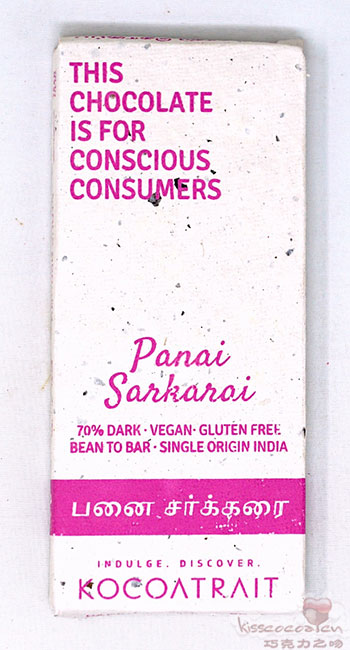 THIS
CHOCOLATE
IS FOR
CONSCIOUS
CONSUMERS
Panai
Sarkarai
70% DARK · VEGAN · GLUTEN FREE
BEAN TO BAR · SINGLE ORIGIN INDIA
பனை சர்க்கரை
INDULGE. DISCOVER.
KOCOATRAIT
kisscocoa.cn
巧克力之吻